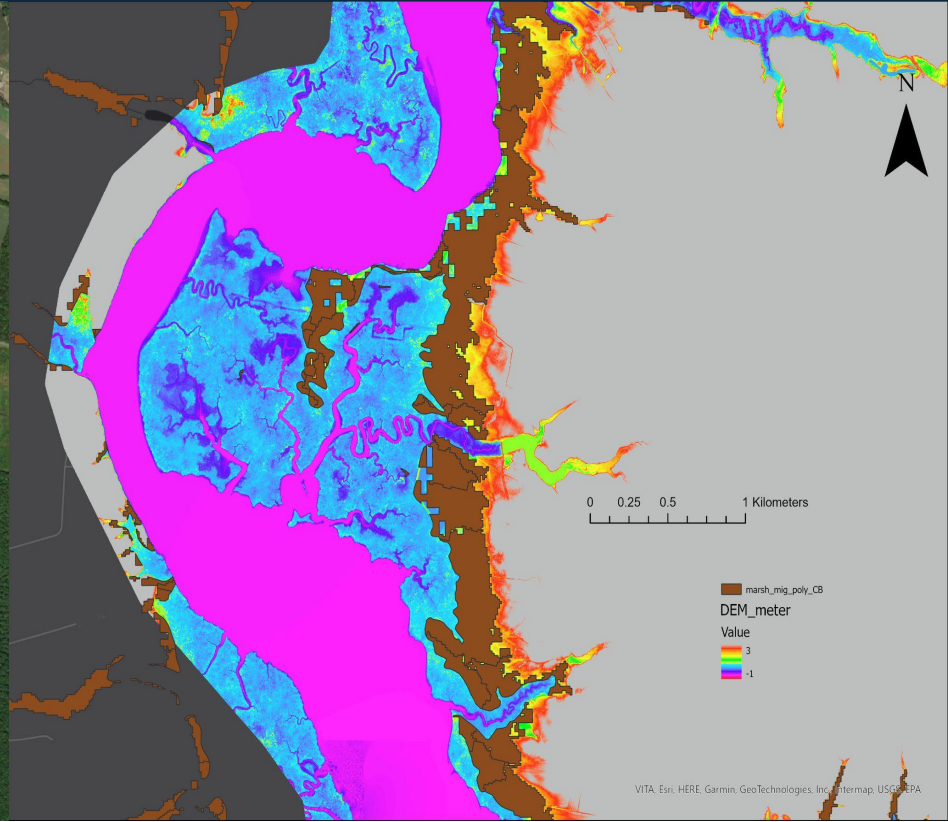 N
0 0.25 0.5 1 Kilometers
marsh_mig_poly_CB
DEM_meter
Value
3
-1
VITA, Esri, HERE, Garmin, GeoTechnologies, Inc., Intermap, USGS, EPA